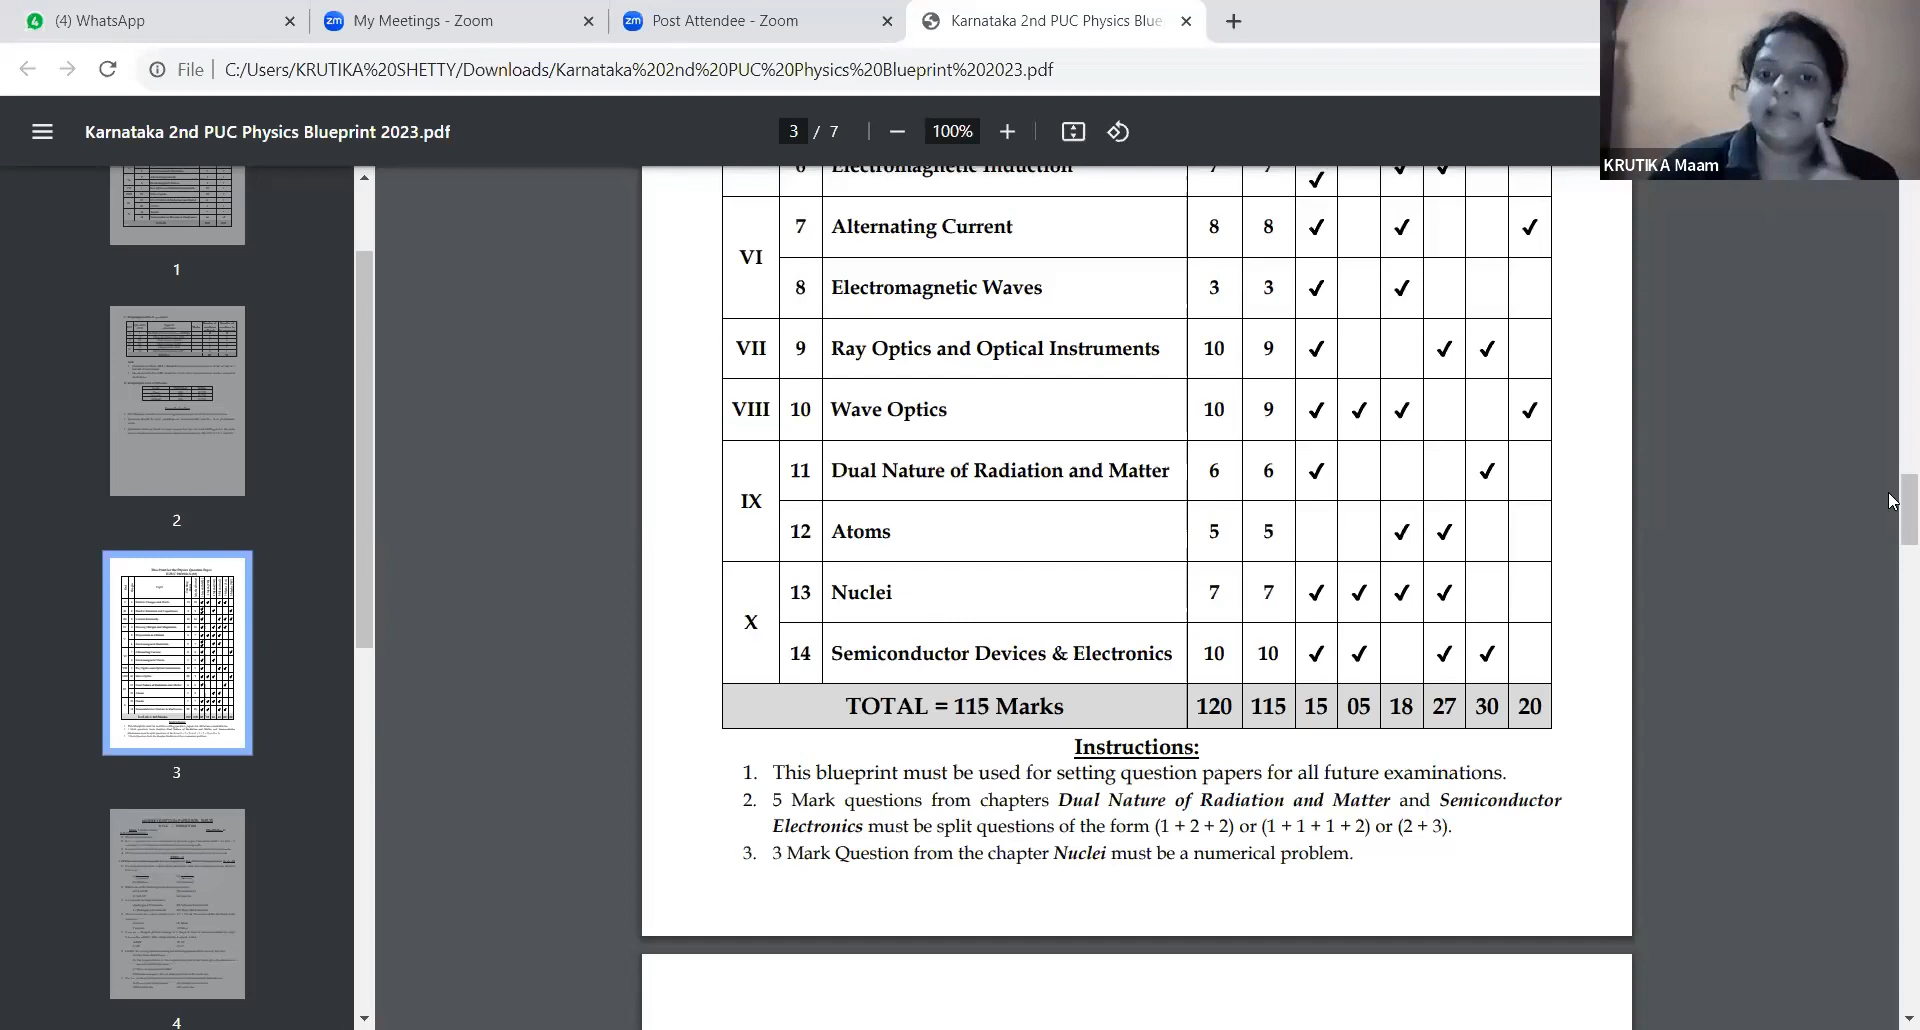 (4) WhatsApp
My Meetings - Zoom
Post Attendee - Zoom
Karnataka 2nd PUC Physics Blue
File C:/Users/KRUTIKA%20SHETTY/Downloads/Karnataka%202nd%20PUC%20Physics%20Blueprint%202023.pdf
Karnataka 2nd PUC Physics Blueprint 2023.pdf
3 / 7
100%
KRUTIKA Maam
1
2
3
4
6 Electromagnetic Induction 7 7 ✓ ✓ ✓
VI
7 Alternating Current 8 8 ✓ ✓ ✓
8 Electromagnetic Waves 3 3 ✓ ✓
VII 9 Ray Optics and Optical Instruments 10 9 ✓ ✓ ✓
VIII 10 Wave Optics 10 9 ✓ ✓ ✓ ✓
IX
11 Dual Nature of Radiation and Matter 6 6 ✓ ✓
12 Atoms 5 5 ✓ ✓
X
13 Nuclei 7 7 ✓ ✓ ✓ ✓
14 Semiconductor Devices & Electronics 10 10 ✓ ✓ ✓ ✓
TOTAL = 115 Marks 120 115 15 05 18 27 30 20
Instructions:
1. This blueprint must be used for setting question papers for all future examinations.
2. 5 Mark questions from chapters Dual Nature of Radiation and Matter and Semiconductor
Electronics must be split questions of the form (1 + 2 + 2) or (1 + 1 + 1 + 2) or (2 + 3).
3. 3 Mark Question from the chapter Nuclei must be a numerical problem.